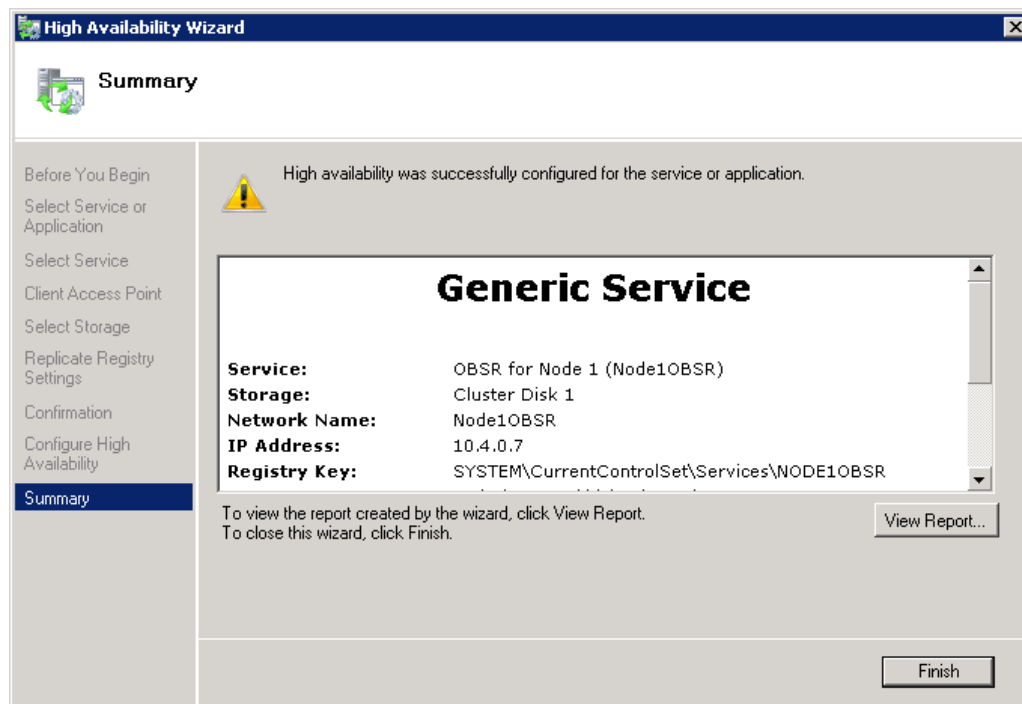 High Availability Wizard
Summary
Before You Begin
Select Service or
Application
Select Service
Client Access Point
Select Storage
Replicate Registry
Settings
Confirmation
Configure High
Availability
Summary
High availability was successfully configured for the service or application.
Generic Service
Service: OBSR for Node 1 (Node1OBSR)
Storage: Cluster Disk 1
Network Name: Node1OBSR
IP Address: 10.4.0.7
Registry Key: SYSTEM\CurrentControlSet\Services\NODE1OBSR
To view the report created by the wizard, click View Report.
To close this wizard, click Finish.
View Report...
Finish